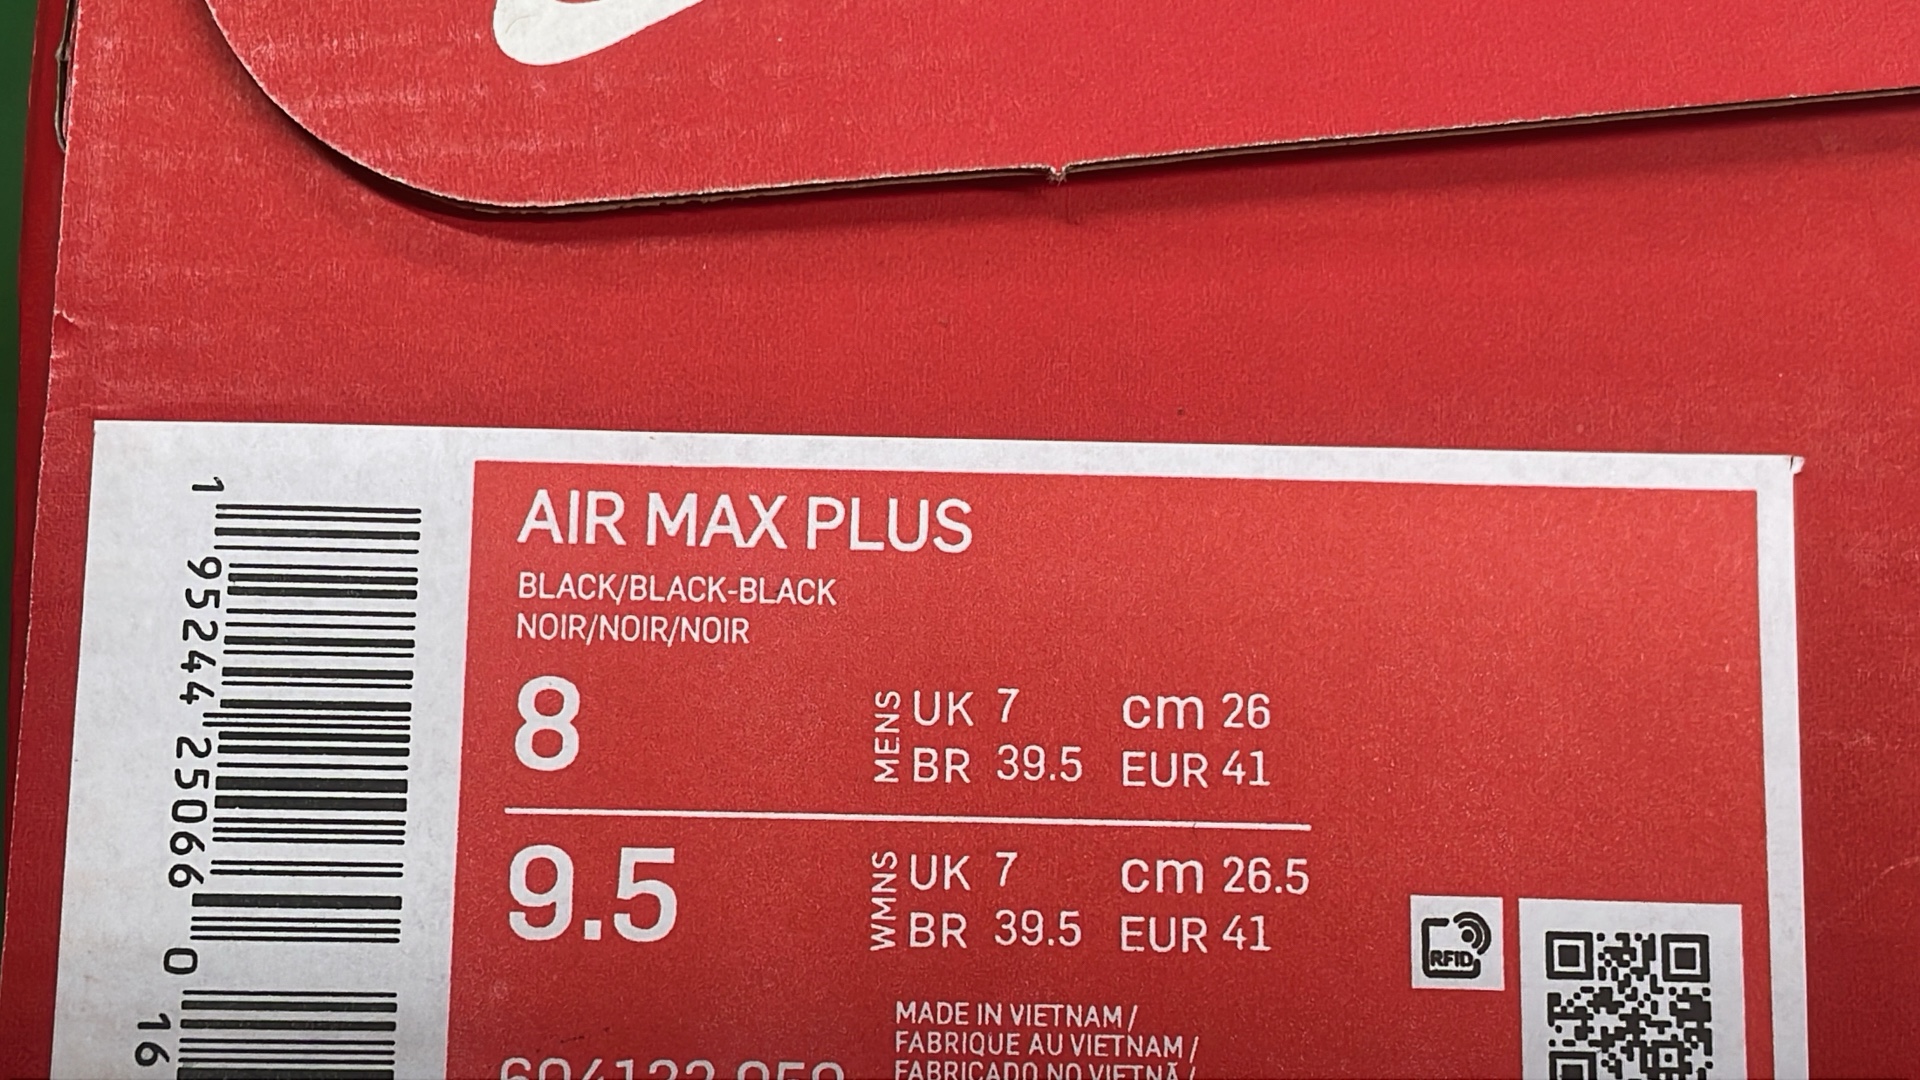 AIR MAX PLUS
BLACK/BLACK-BLACK
NOIR/NOIR/NOIR
8
MENS
UK 7 cm 26
BR 39.5 EUR 41
9.5
WMNS
UK 7 cm 26.5
BR 39.5 EUR 41
RFID
MADE IN VIETNAM /
FABRIQUE AU VIETNAM /
FABRICADO NO VIETNÃ /
1 95244 25066 0
16